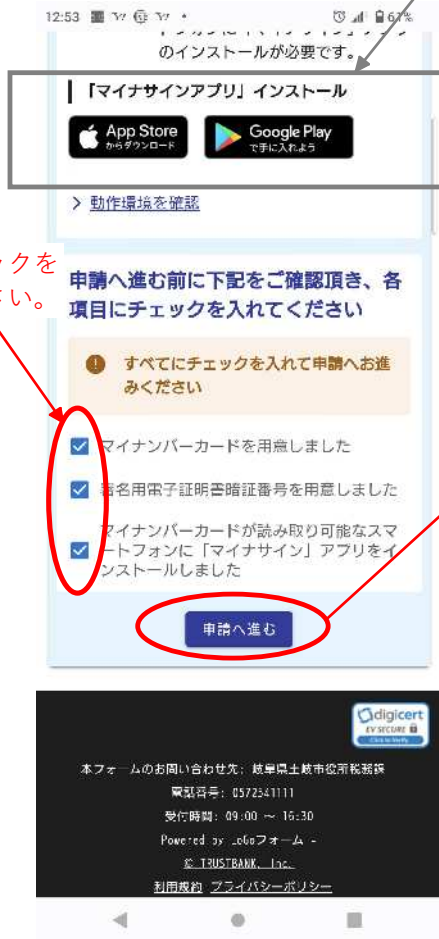 12:53
61%
のインストールが必要です。
「マイナサインアプリ」インストール
App Store
からダウンロード
Google Play
で手に入れよう
> 動作環境を確認
クを
さい。
申請へ進む前に下記をご確認頂き、各
項目にチェックを入れてください
すべてにチェックを入れて申請へお進
みください
マイナンバーカードを用意しました
署名用電子証明書暗証番号を用意しました
マイナンバーカードが読み取り可能なスマ
ートフォンに「マイナサイン」アプリをイ
ンストールしました
申請へ進む
digicert
EV SECURE
Click to Verify
本フォームのお問い合わせ先: 岐阜県土岐市役所税務課
電話番号: 0572541111
受付時間: 09:00 ～ 16:30
Powered by LoGoフォーム -
© TRUSTBANK, Inc.
利用規約 プライバシーポリシー